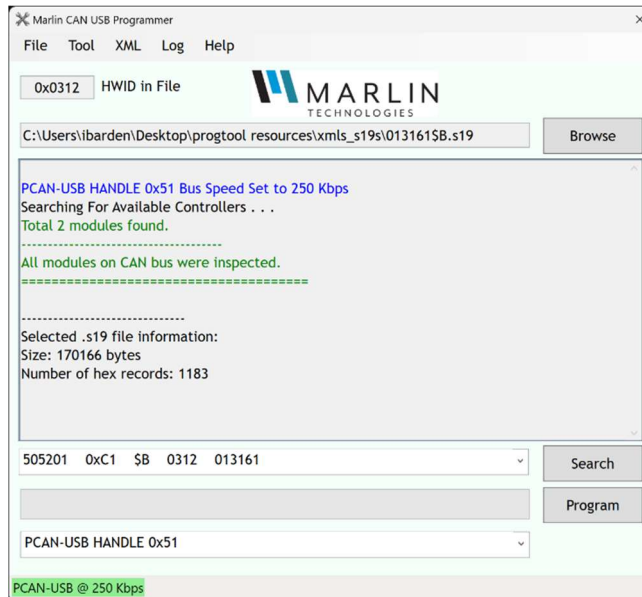 Marlin CAN USB Programmer
File Tool XML Log Help
0x0312 HWID in File
MARLIN
TECHNOLOGIES
C:\Users\ibarden\Desktop\progtool resources\xmls_s19s\013161$B.s19 Browse
PCAN-USB HANDLE 0x51 Bus Speed Set to 250 Kbps
Searching For Available Controllers . . .
Total 2 modules found.
--------------------------------------
All modules on CAN bus were inspected.
======================================
-------------------------------
Selected .s19 file information:
Size: 170166 bytes
Number of hex records: 1183
505201 0xC1 $B 0312 013161 Search
Program
PCAN-USB HANDLE 0x51
PCAN-USB @ 250 Kbps